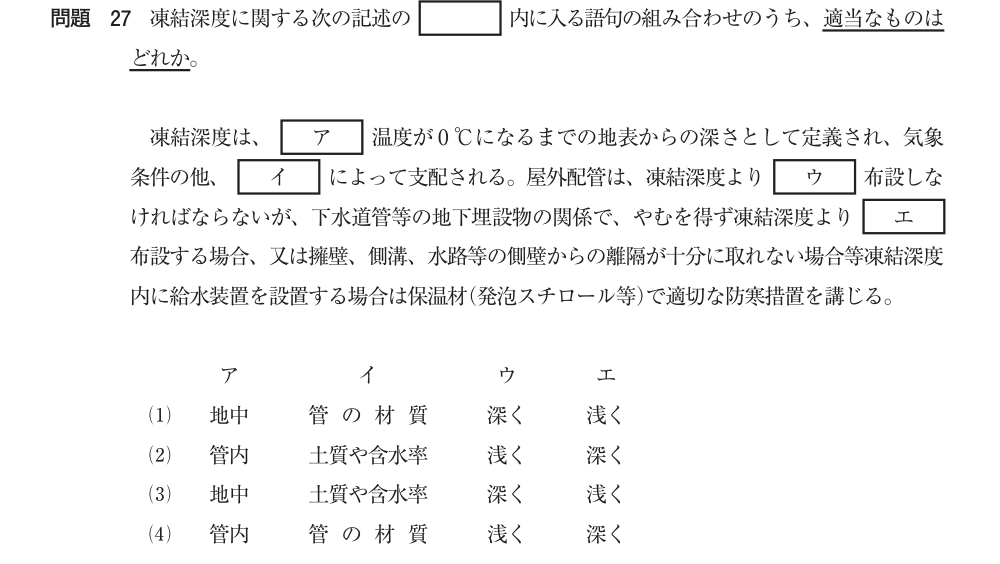 問題 27 凍結深度に関する次の記述の 内に入る語句の組み合わせのうち、適当なものは
どれか。
凍結深度は、 ア 温度が0℃になるまでの地表からの深さとして定義され、気象
条件の他、 イ によって支配される。屋外配管は、凍結深度より ウ 布設しな
ければならないが、下水道管等の地下埋設物の関係で、やむを得ず凍結深度より エ
布設する場合、又は擁壁、側溝、水路等の側壁からの離隔が十分に取れない場合等凍結深度
内に給水装置を設置する場合は保温材(発泡スチロール等)で適切な防寒措置を講じる。
ア イ ウ エ
(1) 地中 管の材質 深く 浅く
(2) 管内 土質や含水率 浅く 深く
(3) 地中 土質や含水率 深く 浅く
(4) 管内 管の材質 浅く 深く